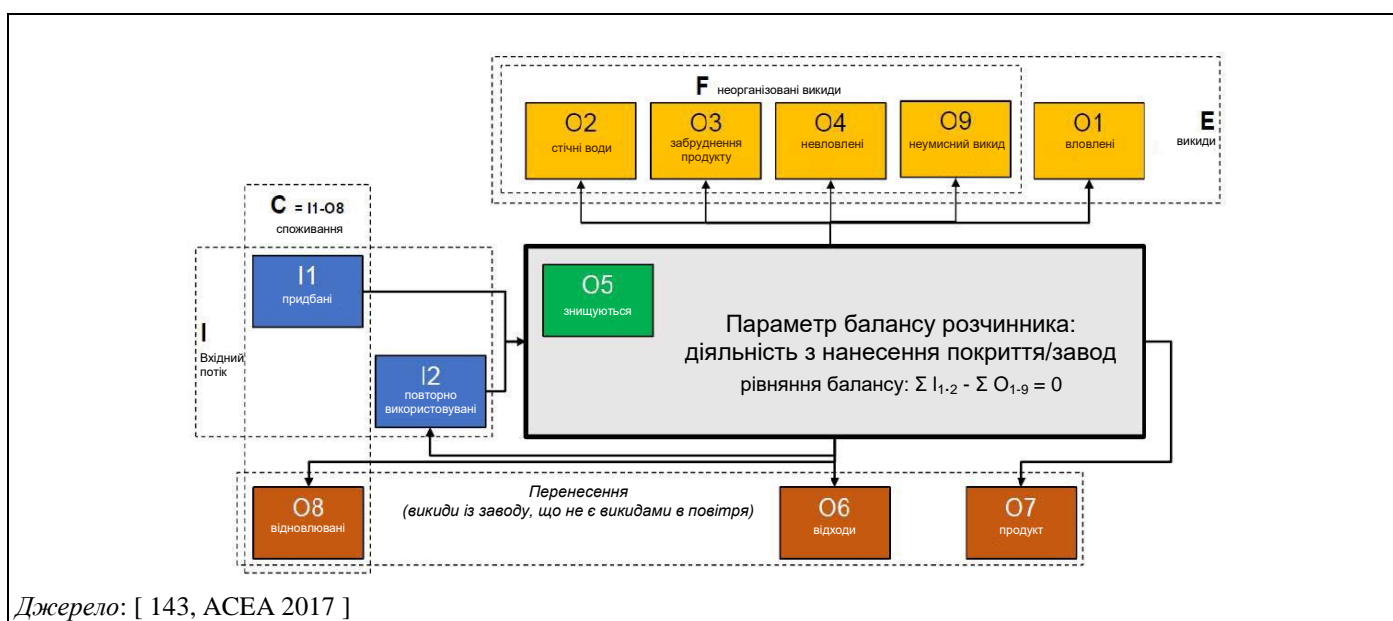 F неорганізовані викиди
O2
стічні води
O3
забруднення
продукту
O4
невловлені
O9
неумисний викид
O1
вловлені
E
викиди
C = I1-O8
споживання
I1
придбані
I
Вхідний
потік
I2
повторно
використовувані
O5
знищуються
Параметр балансу розчинника:
діяльність з нанесення покриття/завод
рівняння балансу: Σ I₁-₂ - Σ O₁-₉ = 0
O8
відновлювані
Перенесення
(викиди із заводу, що не є викидами в повітря)
O6
відходи
O7
продукт
Джерело: [ 143, ACEA 2017 ]